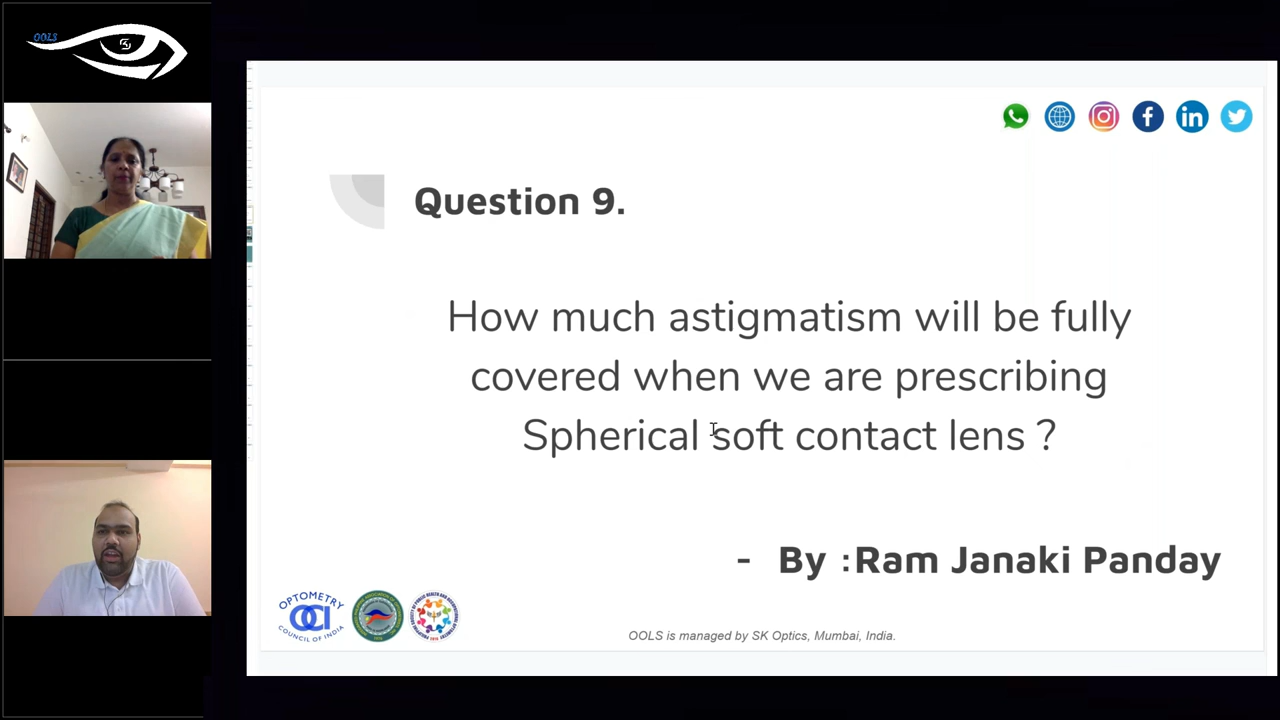 OOLS
Question 9.
How much astigmatism will be fully
covered when we are prescribing
Spherical soft contact lens ?
- By :Ram Janaki Panday
OPTOMETRY
OCI
COUNCIL OF INDIA
OOLS is managed by SK Optics, Mumbai, India.